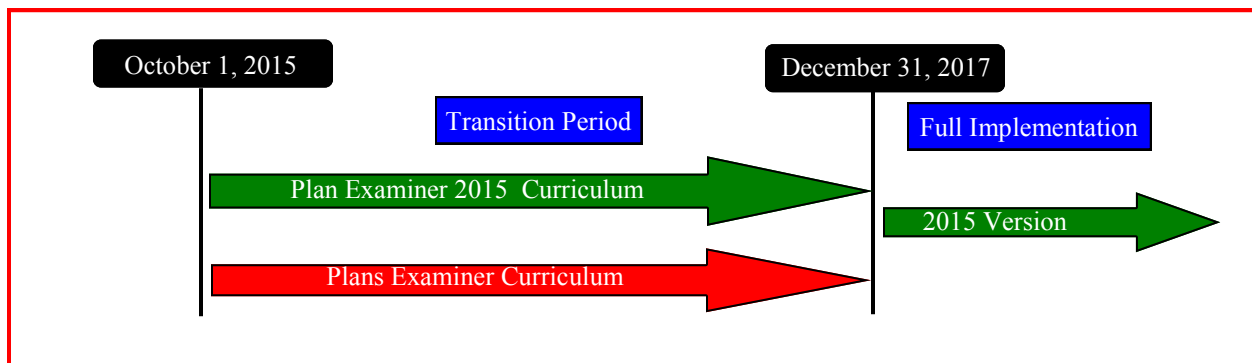 October 1, 2015
December 31, 2017
Transition Period
Full Implementation
Plan Examiner 2015 Curriculum
2015 Version
Plans Examiner Curriculum